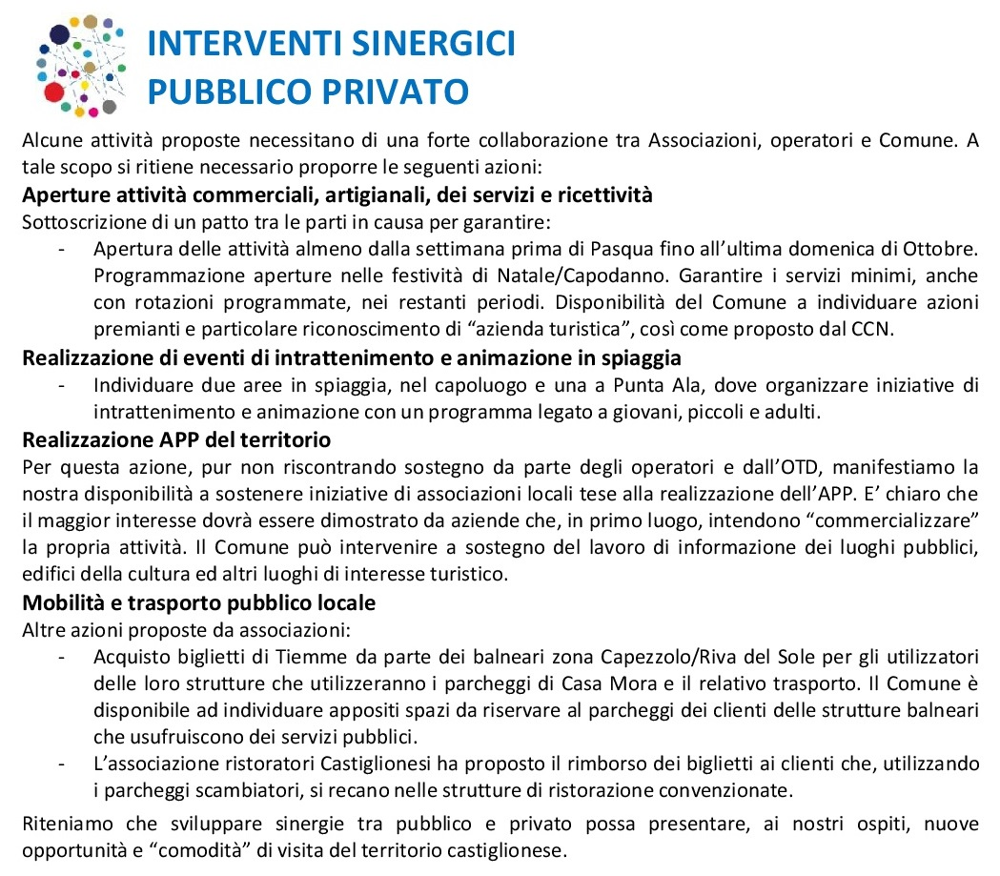 INTERVENTI SINERGICI
PUBBLICO PRIVATO
Alcune attività proposte necessitano di una forte collaborazione tra Associazioni, operatori e Comune. A
tale scopo si ritiene necessario proporre le seguenti azioni:
Aperture attività commerciali, artigianali, dei servizi e ricettività
Sottoscrizione di un patto tra le parti in causa per garantire:
- Apertura delle attività almeno dalla settimana prima di Pasqua fino all’ultima domenica di Ottobre.
Programmazione aperture nelle festività di Natale/Capodanno. Garantire i servizi minimi, anche
con rotazioni programmate, nei restanti periodi. Disponibilità del Comune a individuare azioni
premianti e particolare riconoscimento di “azienda turistica”, così come proposto dal CCN.
Realizzazione di eventi di intrattenimento e animazione in spiaggia
- Individuare due aree in spiaggia, nel capoluogo e una a Punta Ala, dove organizzare iniziative di
intrattenimento e animazione con un programma legato a giovani, piccoli e adulti.
Realizzazione APP del territorio
Per questa azione, pur non riscontrando sostegno da parte degli operatori e dall’OTD, manifestiamo la
nostra disponibilità a sostenere iniziative di associazioni locali tese alla realizzazione dell’APP. E’ chiaro che
il maggior interesse dovrà essere dimostrato da aziende che, in primo luogo, intendono “commercializzare”
la propria attività. Il Comune può intervenire a sostegno del lavoro di informazione dei luoghi pubblici,
edifici della cultura ed altri luoghi di interesse turistico.
Mobilità e trasporto pubblico locale
Altre azioni proposte da associazioni:
- Acquisto biglietti di Tiemme da parte dei balneari zona Capezzolo/Riva del Sole per gli utilizzatori
delle loro strutture che utilizzeranno i parcheggi di Casa Mora e il relativo trasporto. Il Comune è
disponibile ad individuare appositi spazi da riservare al parcheggi dei clienti delle strutture balneari
che usufruiscono dei servizi pubblici.
- L’associazione ristoratori Castiglionesi ha proposto il rimborso dei biglietti ai clienti che, utilizzando
i parcheggi scambiatori, si recano nelle strutture di ristorazione convenzionate.
Riteniamo che sviluppare sinergie tra pubblico e privato possa presentare, ai nostri ospiti, nuove
opportunità e “comodità” di visita del territorio castiglionese.